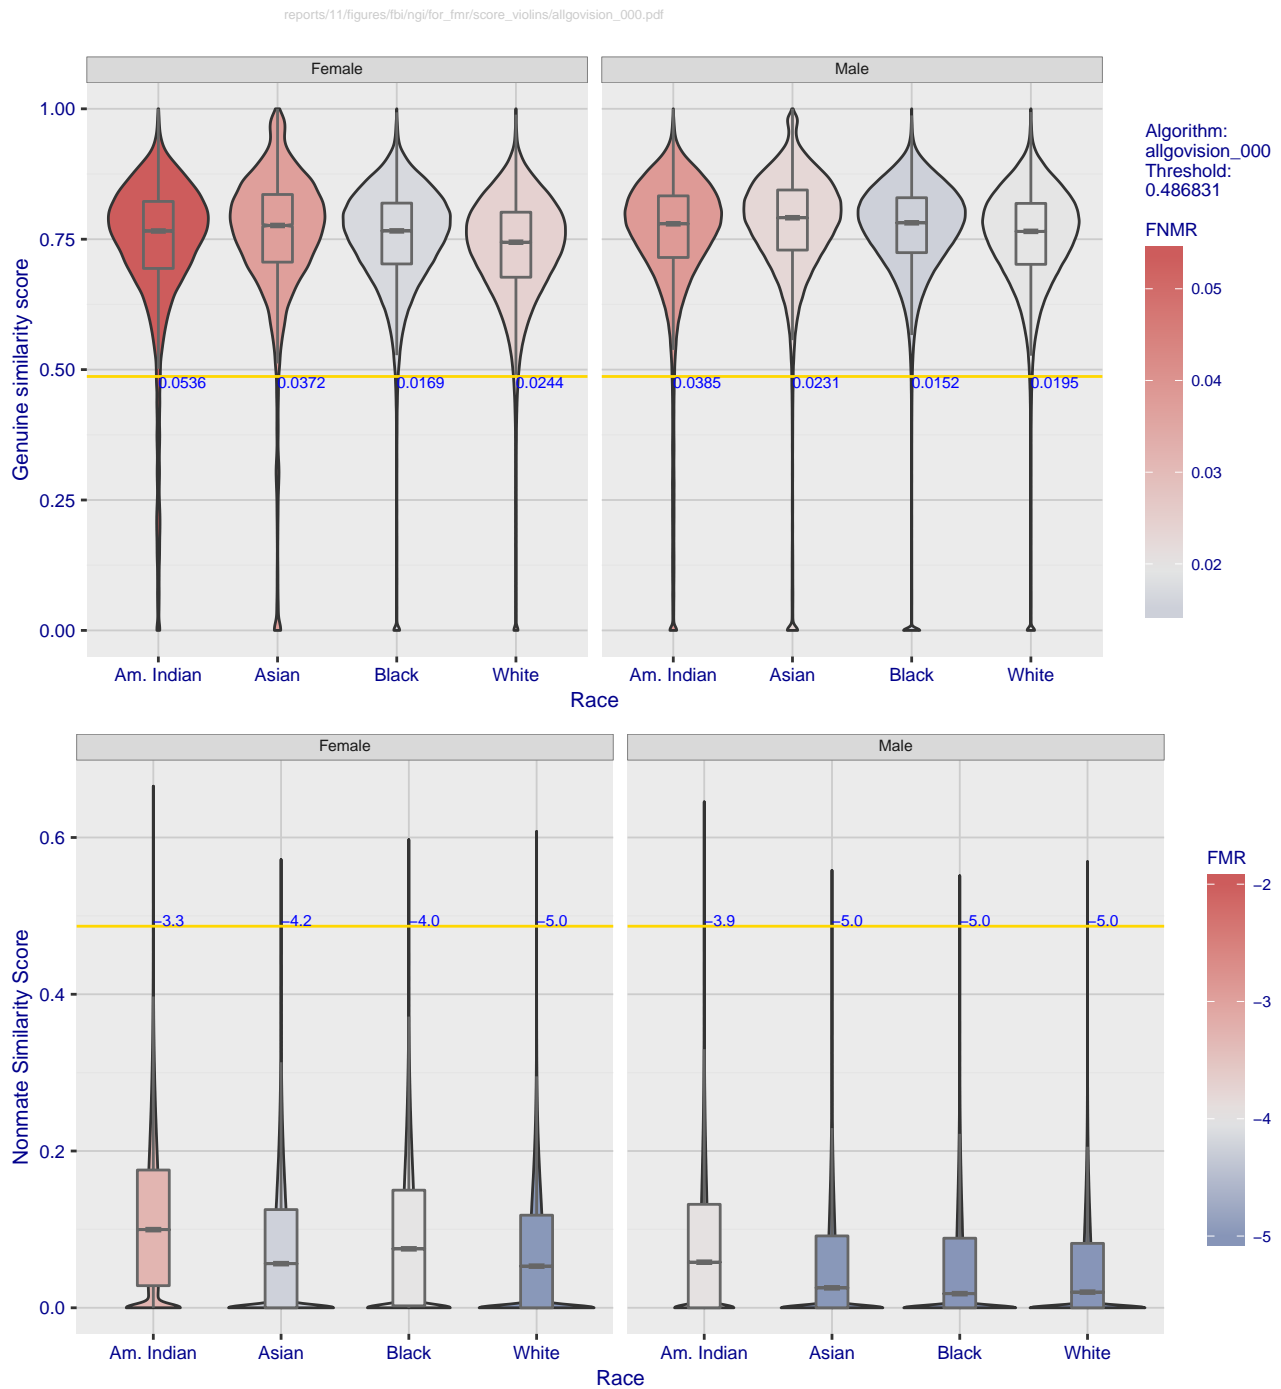 reports/11/figures/fbi/ngi/for_fmr/score_violins/allgovision_000.pdf
Female
Male
Genuine similarity score
1.00
0.75
0.50
0.25
0.00
0.0536
0.0372
0.0169
0.0244
0.0385
0.0231
0.0152
0.0195
Am. Indian
Asian
Black
White
Am. Indian
Asian
Black
White
Race
Algorithm:
allgovision_000
Threshold:
0.486831
FNMR
0.05
0.04
0.03
0.02
Female
Male
Nonmate Similarity Score
0.6
0.4
0.2
0.0
−3.3
−4.2
−4.0
−5.0
−3.9
−5.0
−5.0
−5.0
Am. Indian
Asian
Black
White
Am. Indian
Asian
Black
White
Race
FMR
−2
−3
−4
−5